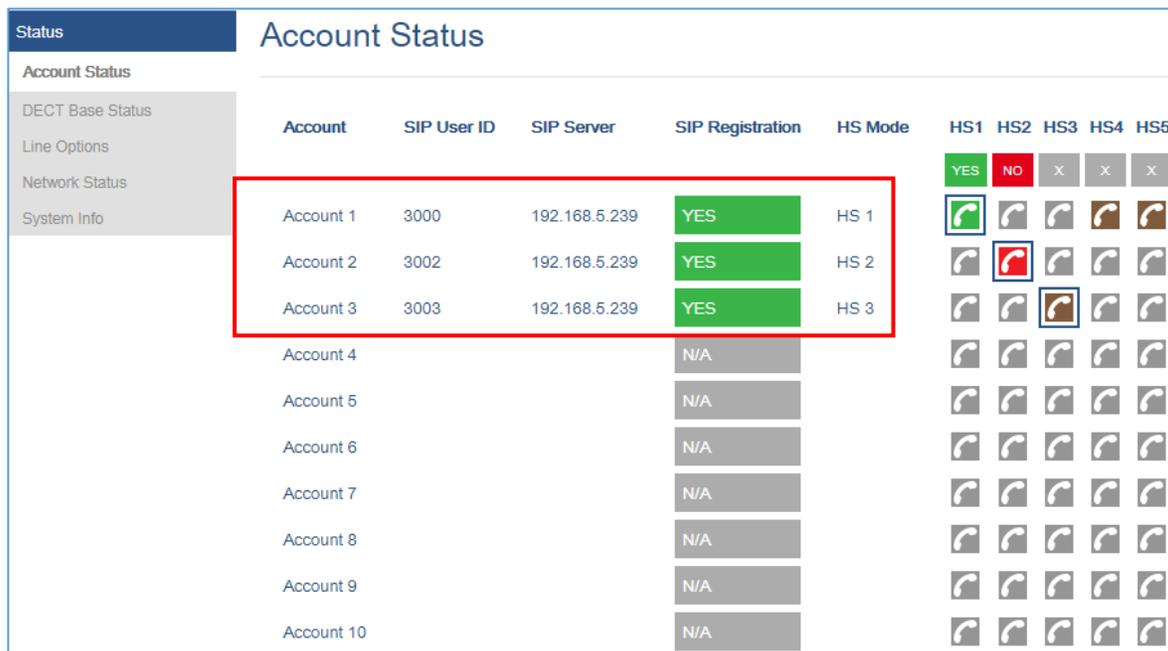 Status
Account Status
DECT Base Status
Line Options
Network Status
System Info
Account Status
Account SIP User ID SIP Server SIP Registration HS Mode HS1 HS2 HS3 HS4 HS5
YES NO X X X
Account 1 3000 192.168.5.239 YES HS 1
Account 2 3002 192.168.5.239 YES HS 2
Account 3 3003 192.168.5.239 YES HS 3
Account 4 N/A
Account 5 N/A
Account 6 N/A
Account 7 N/A
Account 8 N/A
Account 9 N/A
Account 10 N/A